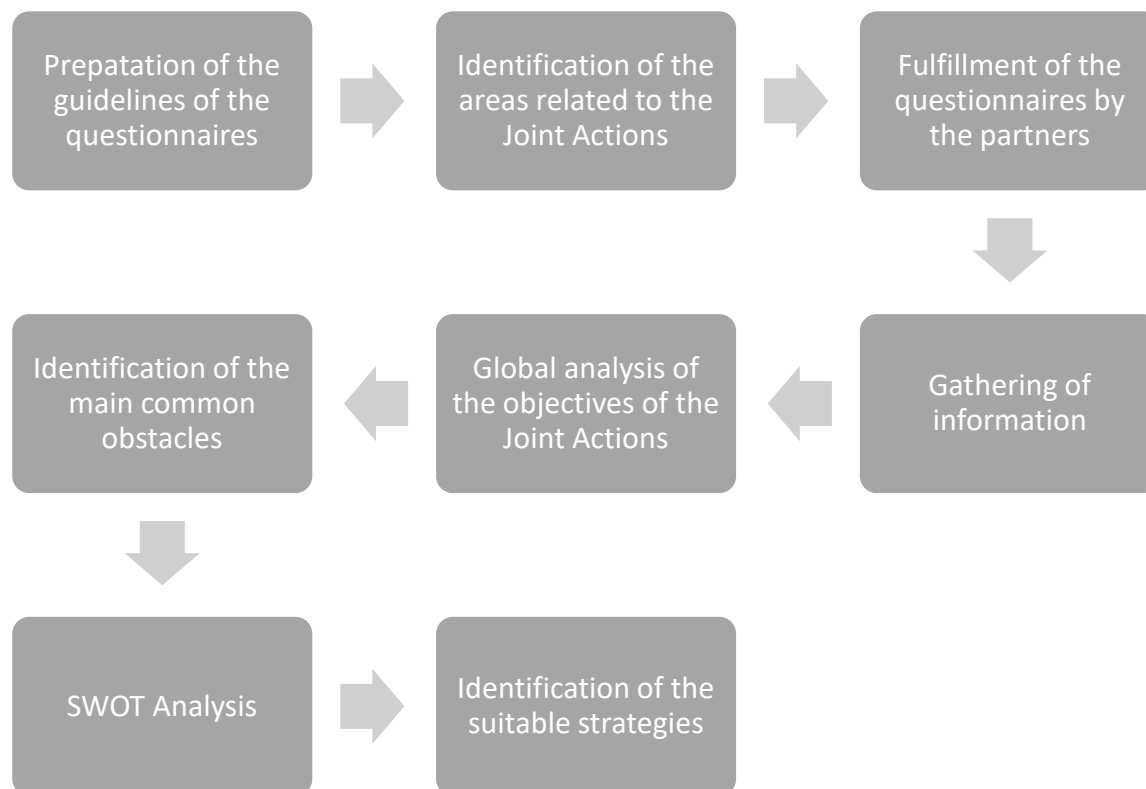 Prepatation of the
guidelines of the
questionnaires
Identification of the
areas related to the
Joint Actions
Fulfillment of the
questionnaires by
the partners
Gathering of
information
Global analysis of
the objectives of the
Joint Actions
Identification of the
main common
obstacles
SWOT Analysis
Identification of the
suitable strategies